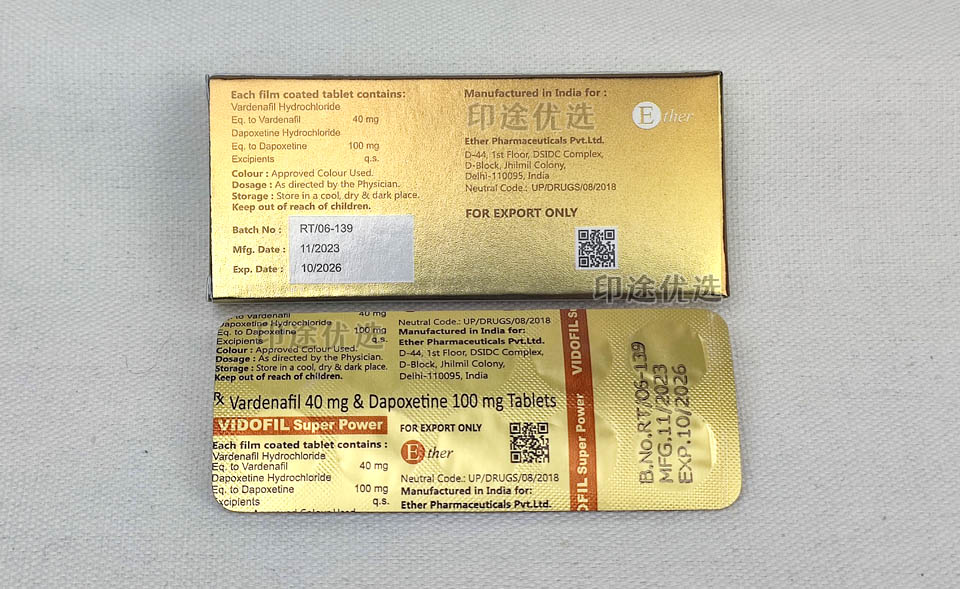 Each film coated tablet contains:
Vardenafil Hydrochloride
Eq. to Vardenafil 40 mg
Dapoxetine Hydrochloride
Eq. to Dapoxetine 100 mg
Excipients q.s.
Colour : Approved Colour Used.
Dosage : As directed by the Physician.
Storage : Store in a cool, dry & dark place.
Keep out of reach of children.
Batch No : RT/06-139
Mfg. Date : 11/2023
Exp. Date : 10/2026
Manufactured in India for :
印途优选
Ether Pharmaceuticals Pvt.Ltd.
D-44, 1st Floor, DSIDC Complex,
D-Block, Jhilmil Colony,
Delhi-110095, India
Neutral Code.: UP/DRUGS/08/2018
FOR EXPORT ONLY
Ether
印途优选
Eq. to Vardenafil 40 mg
Dapoxetine Hydrochloride
Eq. to Dapoxetine 100 mg
Excipients q.s.
印途优选
Colour : Approved Colour Used.
Dosage : As directed by the Physician.
Storage : Store in a cool, dry & dark place.
Keep out of reach of children.
Neutral Code.: UP/DRUGS/08/2018
Manufactured in India for:
Ether Pharmaceuticals Pvt.Ltd.
D-44, 1st Floor, DSIDC Complex,
D-Block, Jhilmil Colony,
Delhi-110095, India
Rx Vardenafil 40 mg & Dapoxetine 100 mg Tablets
VIDOFIL Super Power
Each film coated tablet contains :
Vardenafil Hydrochloride
Eq. to Vardenafil 40 mg
Dapoxetine Hydrochloride
Eq. to Dapoxetine 100 mg
Excipients q.s.
FOR EXPORT ONLY
Ether
Neutral Code.: UP/DRUGS/08/2018
Manufactured in India for:
Ether Pharmaceuticals Pvt.Ltd.
VIDOFIL S
DOFIL Super Power
B.No.RT/06-139
MFG.11/2023
EXP.10/2026